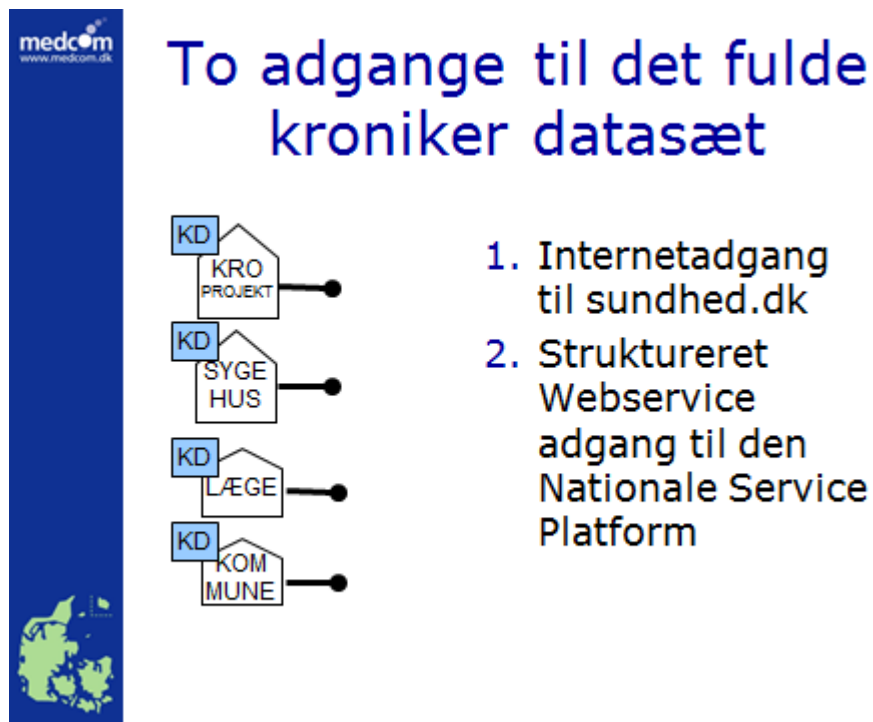 medcom
www.medcom.dk
To adgange til det fulde
kroniker datasæt
KD
KRO
PROJEKT
KD
SYGE
HUS
KD
LÆGE
KD
KOM
MUNE
1. Internetadgang
til sundhed.dk
2. Struktureret
Webservice
adgang til den
Nationale Service
Platform